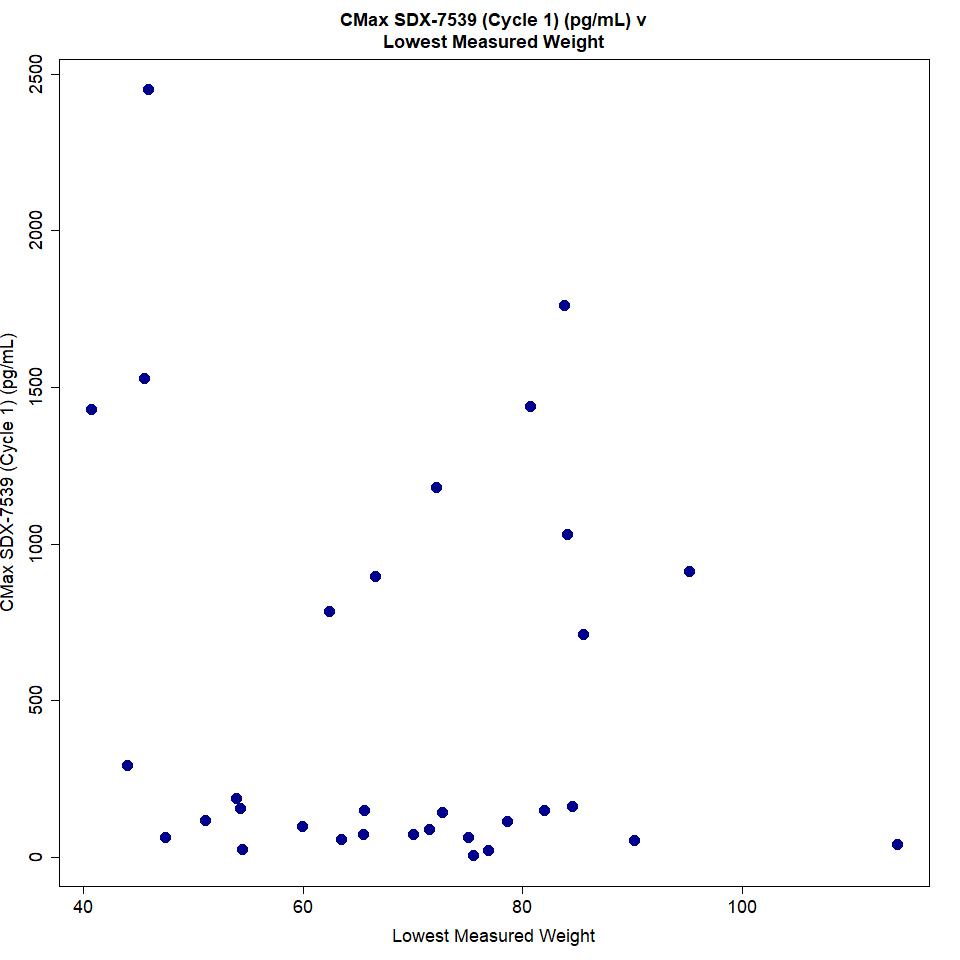 CMax SDX-7539 (Cycle 1) (pg/mL) v
Lowest Measured Weight
CMax SDX-7539 (Cycle 1) (pg/mL)
2500
2000
1500
1000
500
0
40 60 80 100
Lowest Measured Weight